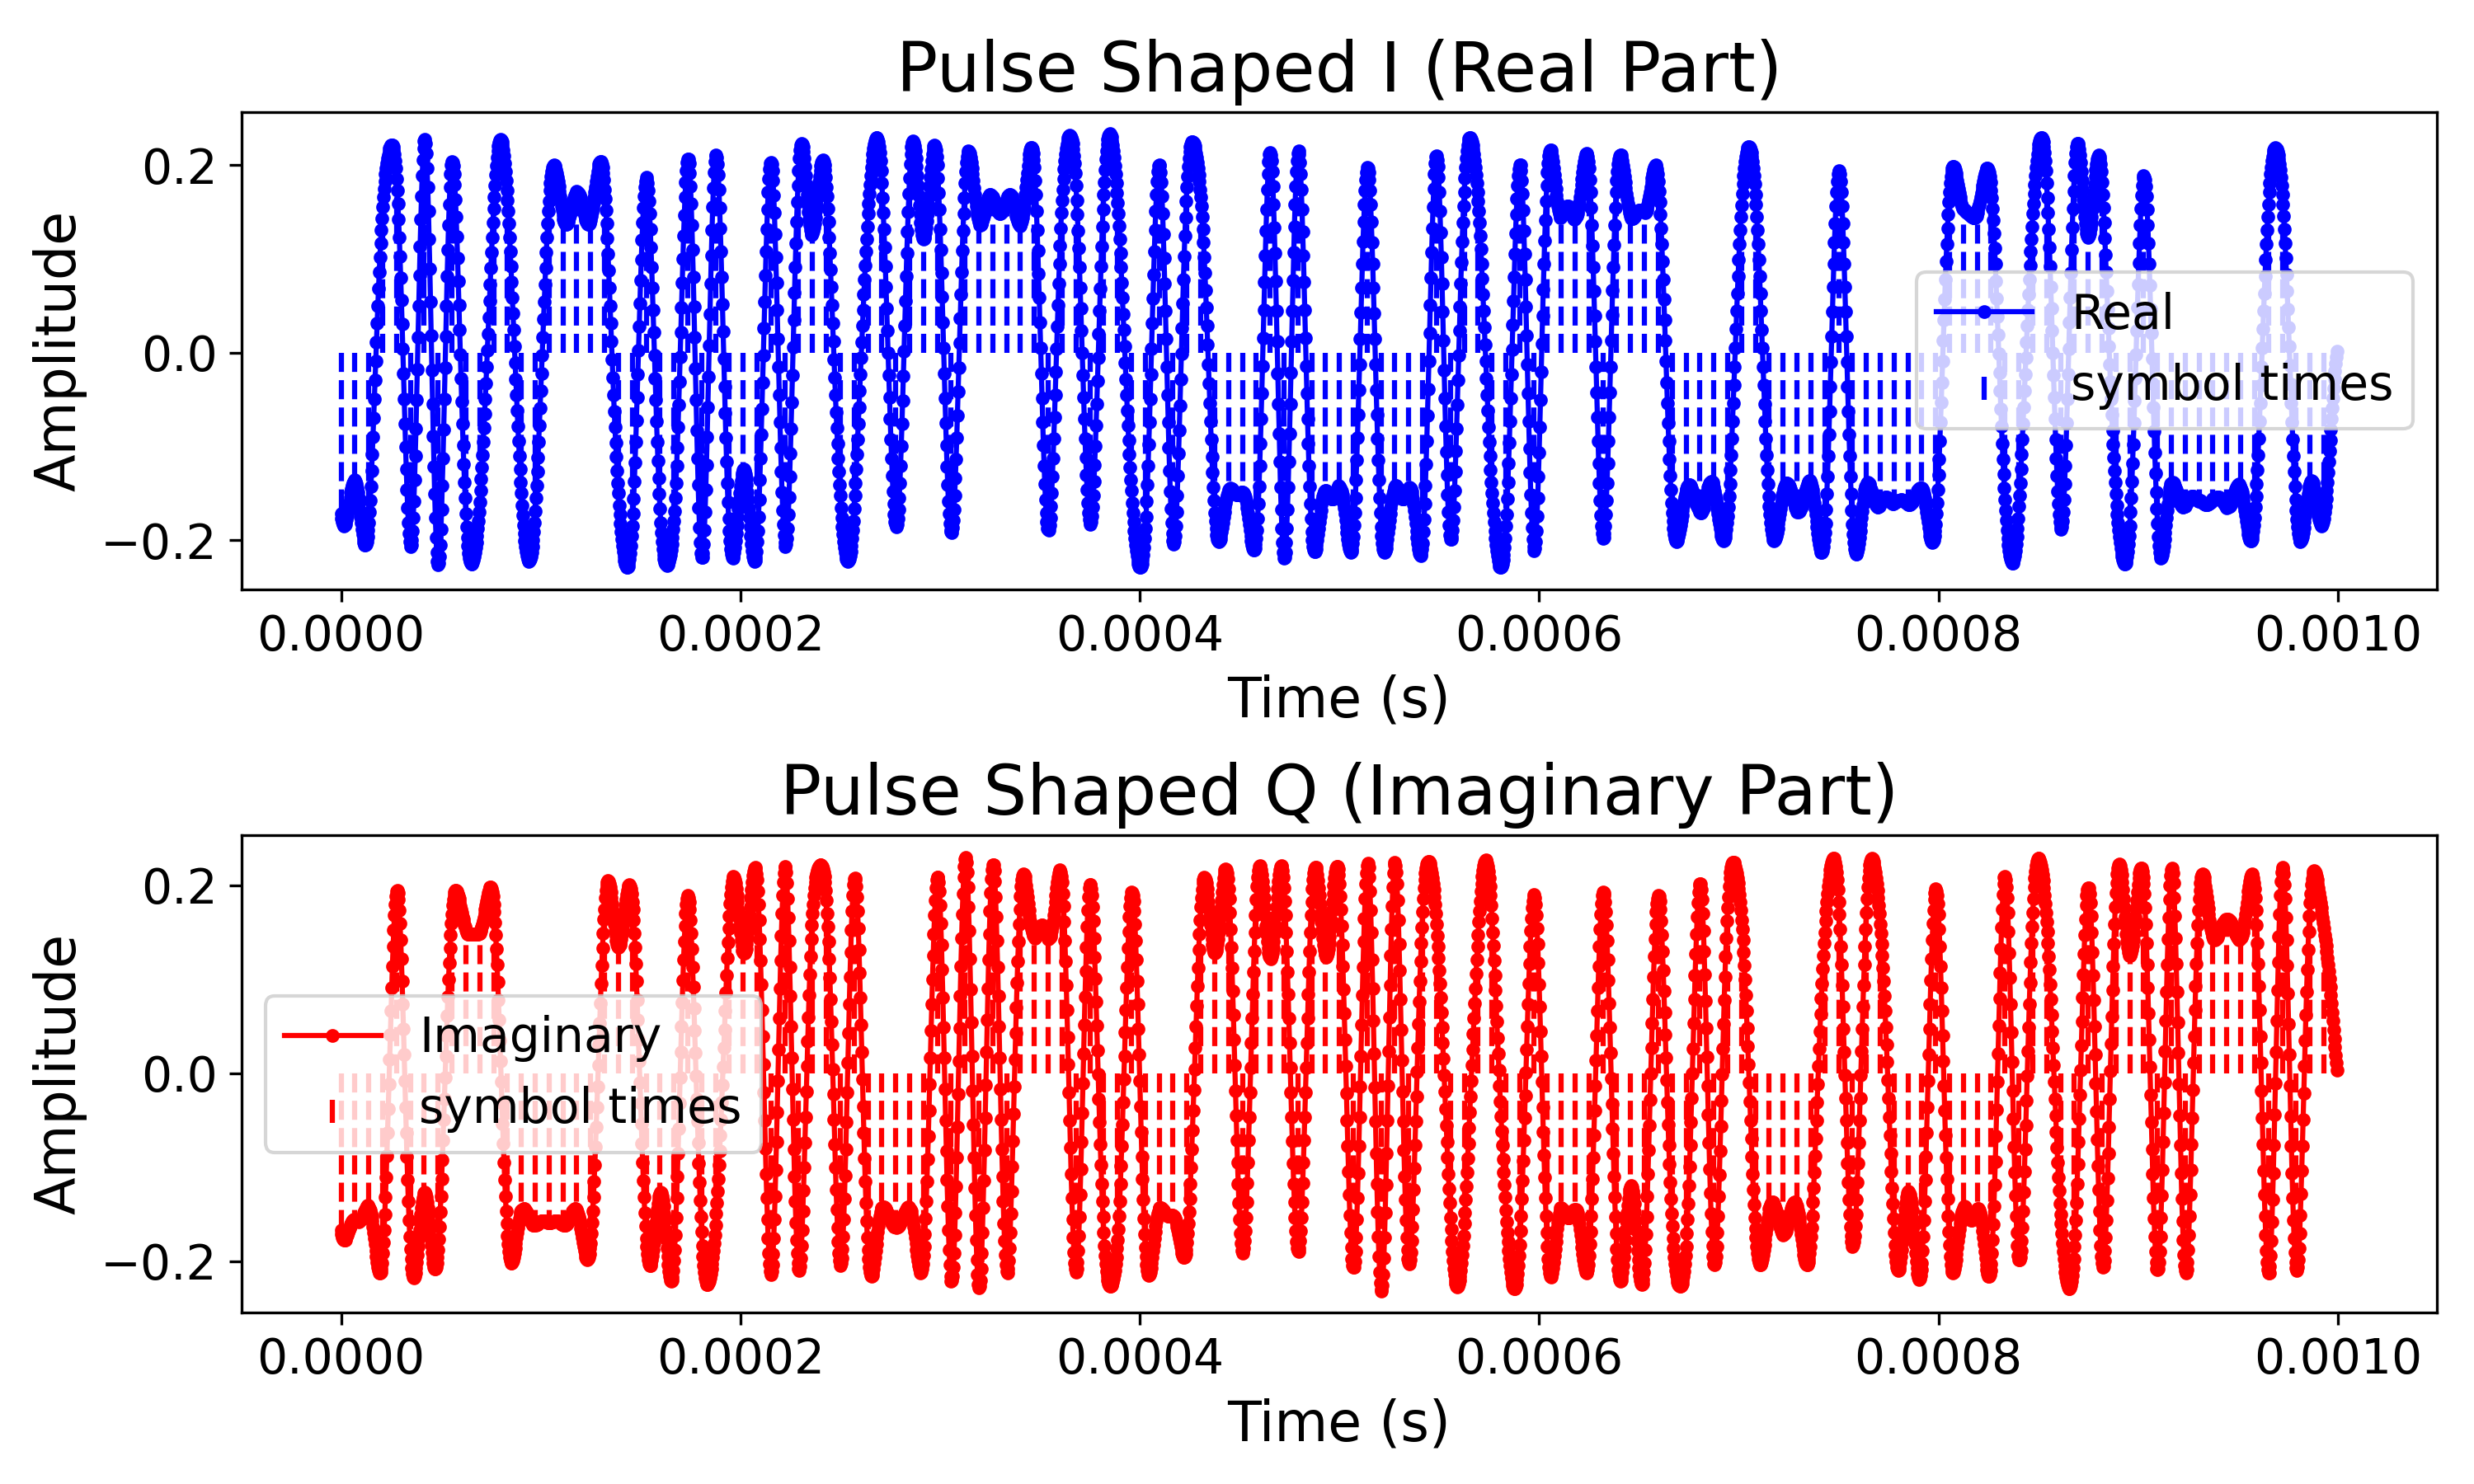 Pulse Shaped I (Real Part)
Amplitude
0.2
0.0
−0.2
Real
symbol times
0.0000 0.0002 0.0004 0.0006 0.0008 0.0010
Time (s)
Pulse Shaped Q (Imaginary Part)
Amplitude
0.2
0.0
−0.2
Imaginary
symbol times
0.0000 0.0002 0.0004 0.0006 0.0008 0.0010
Time (s)